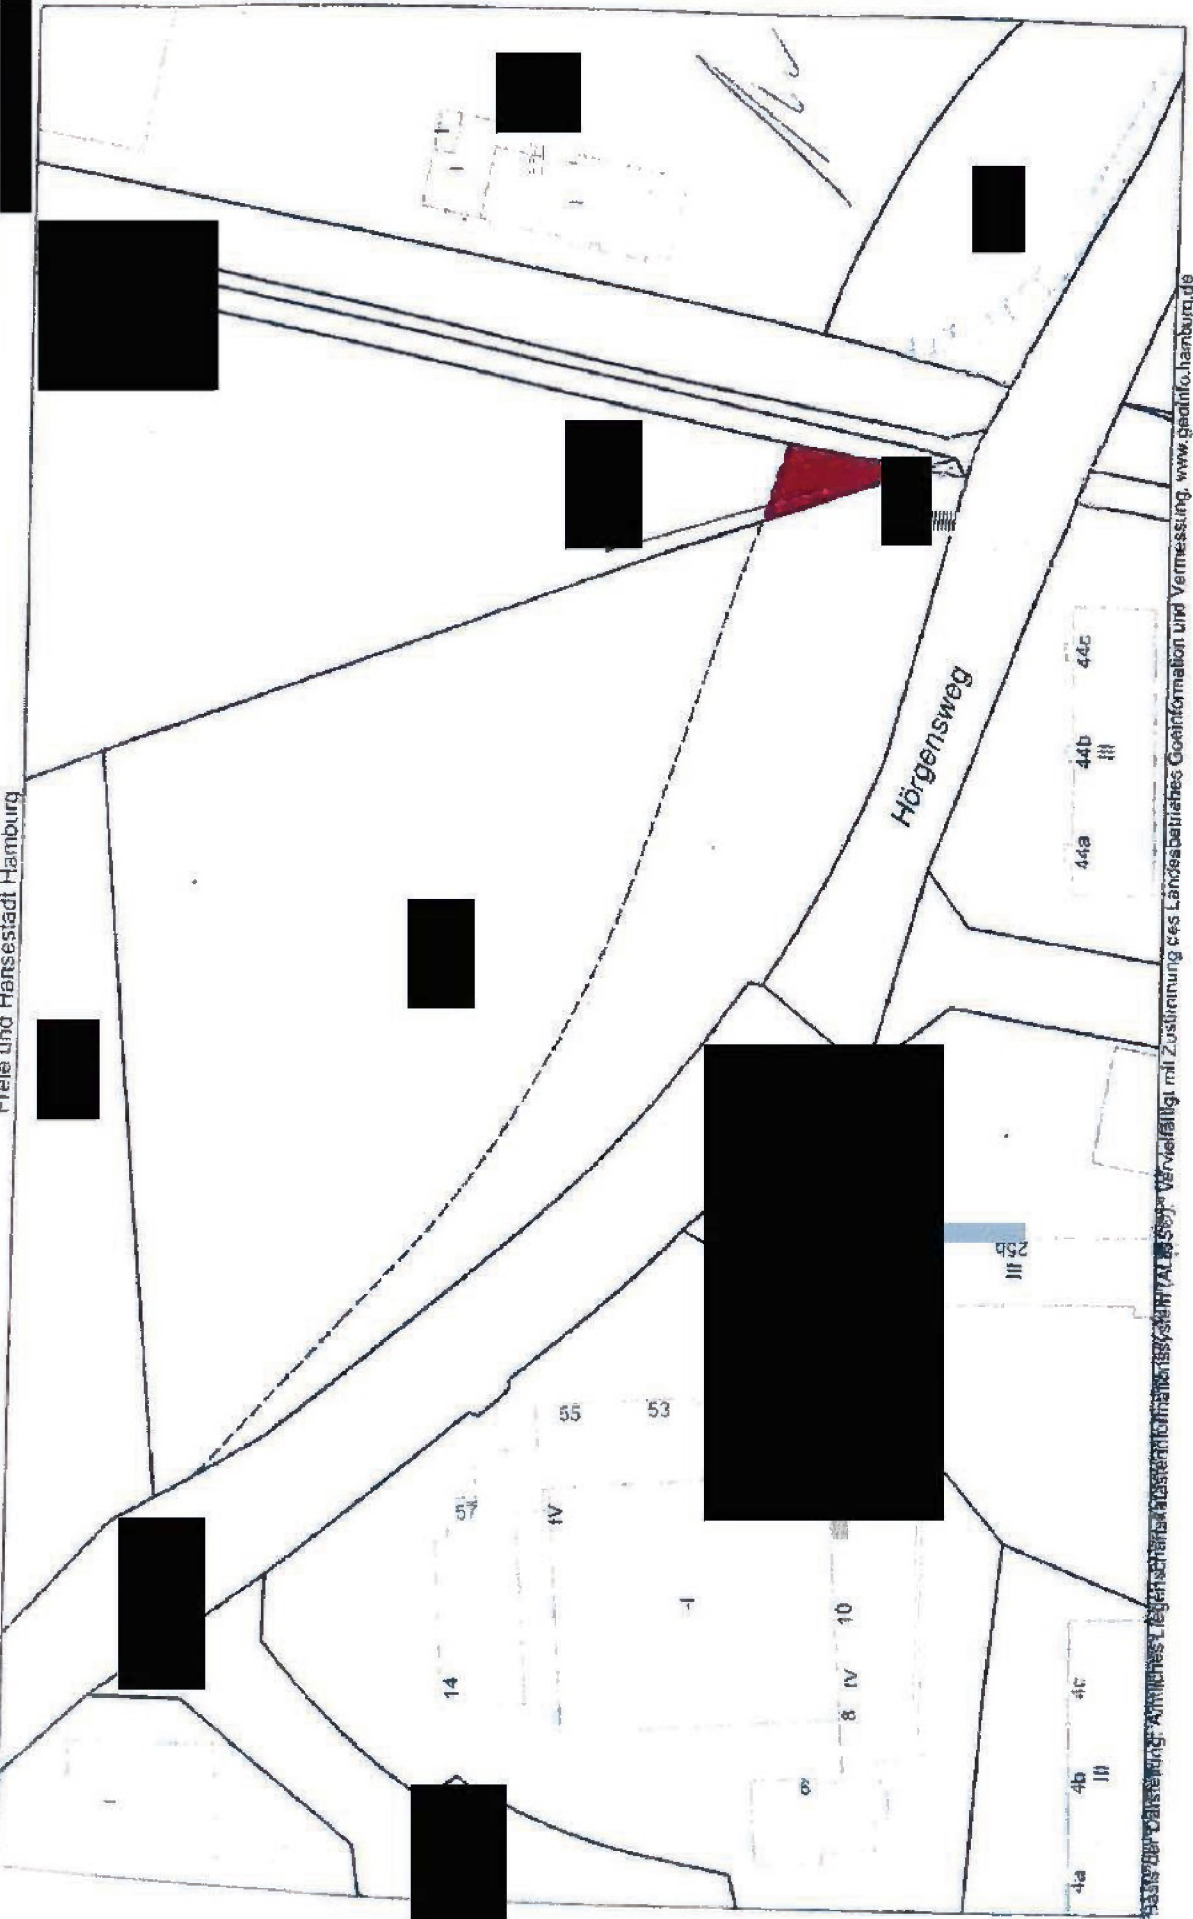 Freie und Hansestadt Hamburg
Hörgensweg
44c
44b
III
44a
25b
III
55
53
57
IV
14
10
IV
8
6
4c
4b
III
4a
Basis der Darstellung: Amtliches Liegenschaftskatasterinformationssystem (ALKIS®). Vervielfältigt mit Zustimmung des Landesbetriebes Geoinformation und Vermessung, www.geoinfo.hamburg.de